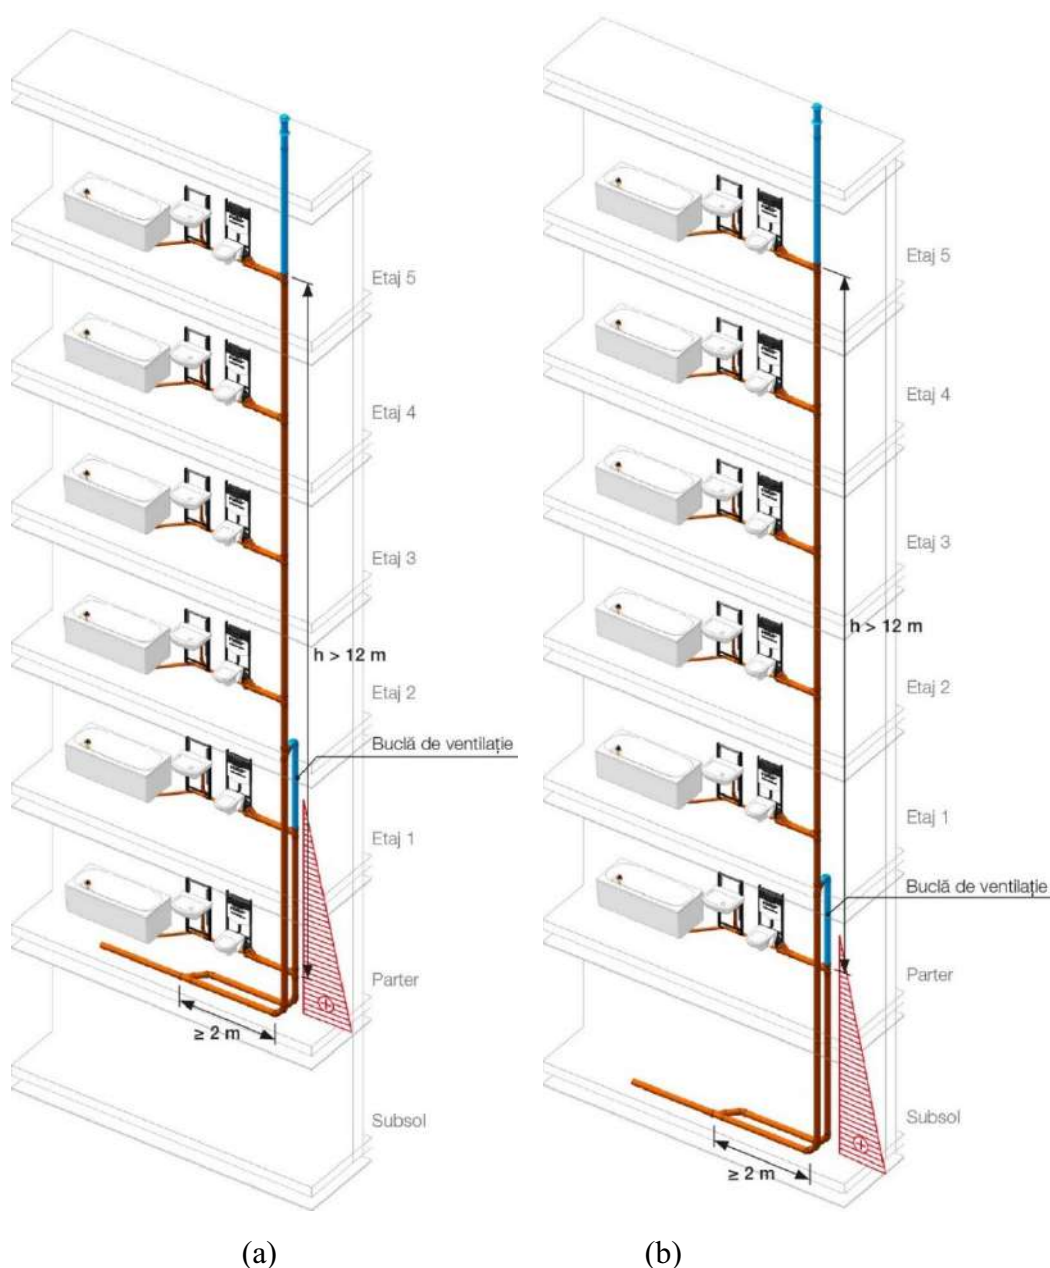 Etaj 5
Etaj 4
Etaj 3
h > 12 m
Etaj 2
Buclă de ventilație
Etaj 1
Parter
≥ 2 m
Subsol
(a)
Etaj 5
Etaj 4
Etaj 3
h > 12 m
Etaj 2
Etaj 1
Buclă de ventilație
Parter
Subsol
≥ 2 m
(b)